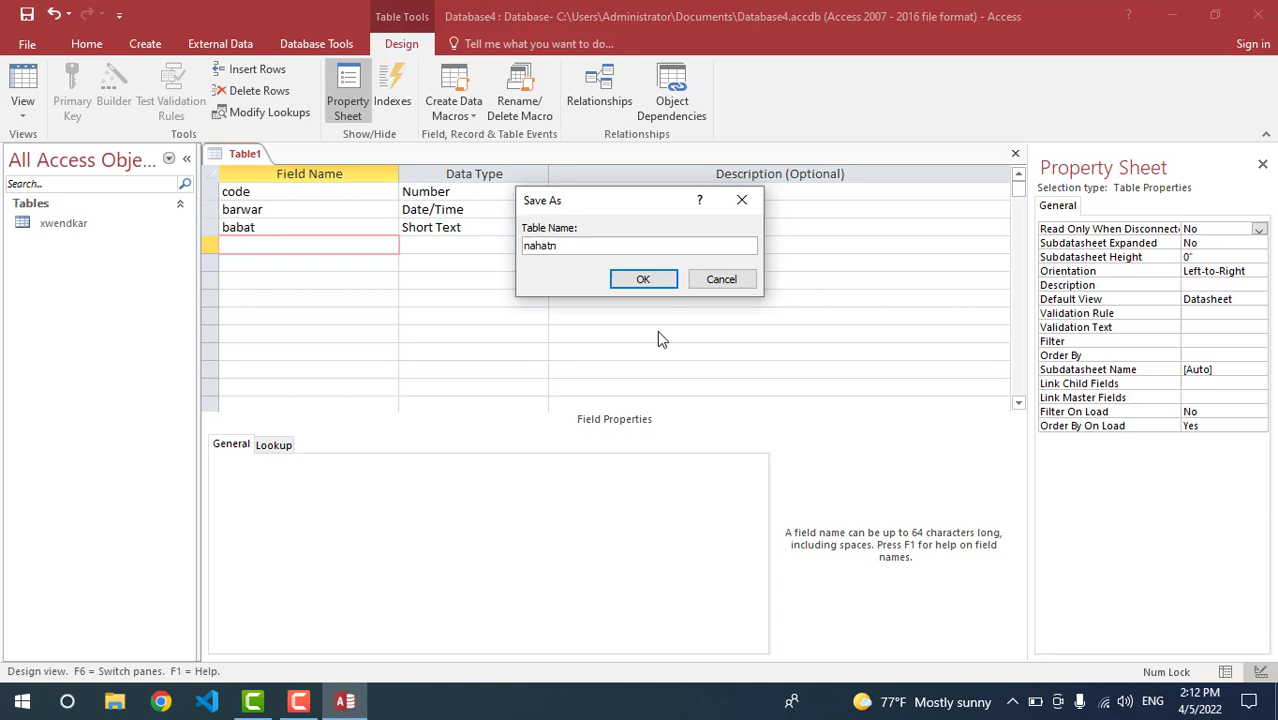 Table Tools
Database4 : Database- C:\Users\Administrator\Documents\Database4.accdb (Access 2007 - 2016 file format) - Access
?
File
Home
Create
External Data
Database Tools
Design
Tell me what you want to do...
Sign in
View
Primary
Key
Builder
Test Validation
Rules
Insert Rows
Delete Rows
Modify Lookups
Property
Sheet
Indexes
Create Data
Macros
Rename/
Delete Macro
Relationships
Object
Dependencies
Views
Tools
Show/Hide
Field, Record & Table Events
Relationships
All Access Obje...
Search...
Tables
xwendkar
Table1
Field Name
Data Type
Description (Optional)
code
Number
barwar
Date/Time
babat
Short Text
Save As
?
Table Name:
nahatn
OK
Cancel
Field Properties
General
Lookup
A field name can be up to 64 characters long,
including spaces. Press F1 for help on field
names.
Property Sheet
Selection type: Table Properties
General
Read Only When Disconnect No
Subdatasheet Expanded No
Subdatasheet Height 0"
Orientation Left-to-Right
Description
Default View Datasheet
Validation Rule
Validation Text
Filter
Order By
Subdatasheet Name [Auto]
Link Child Fields
Link Master Fields
Filter On Load No
Order By On Load Yes
Design view. F6 = Switch panes. F1 = Help.
Num Lock
77°F Mostly sunny
ENG
2:12 PM
4/5/2022